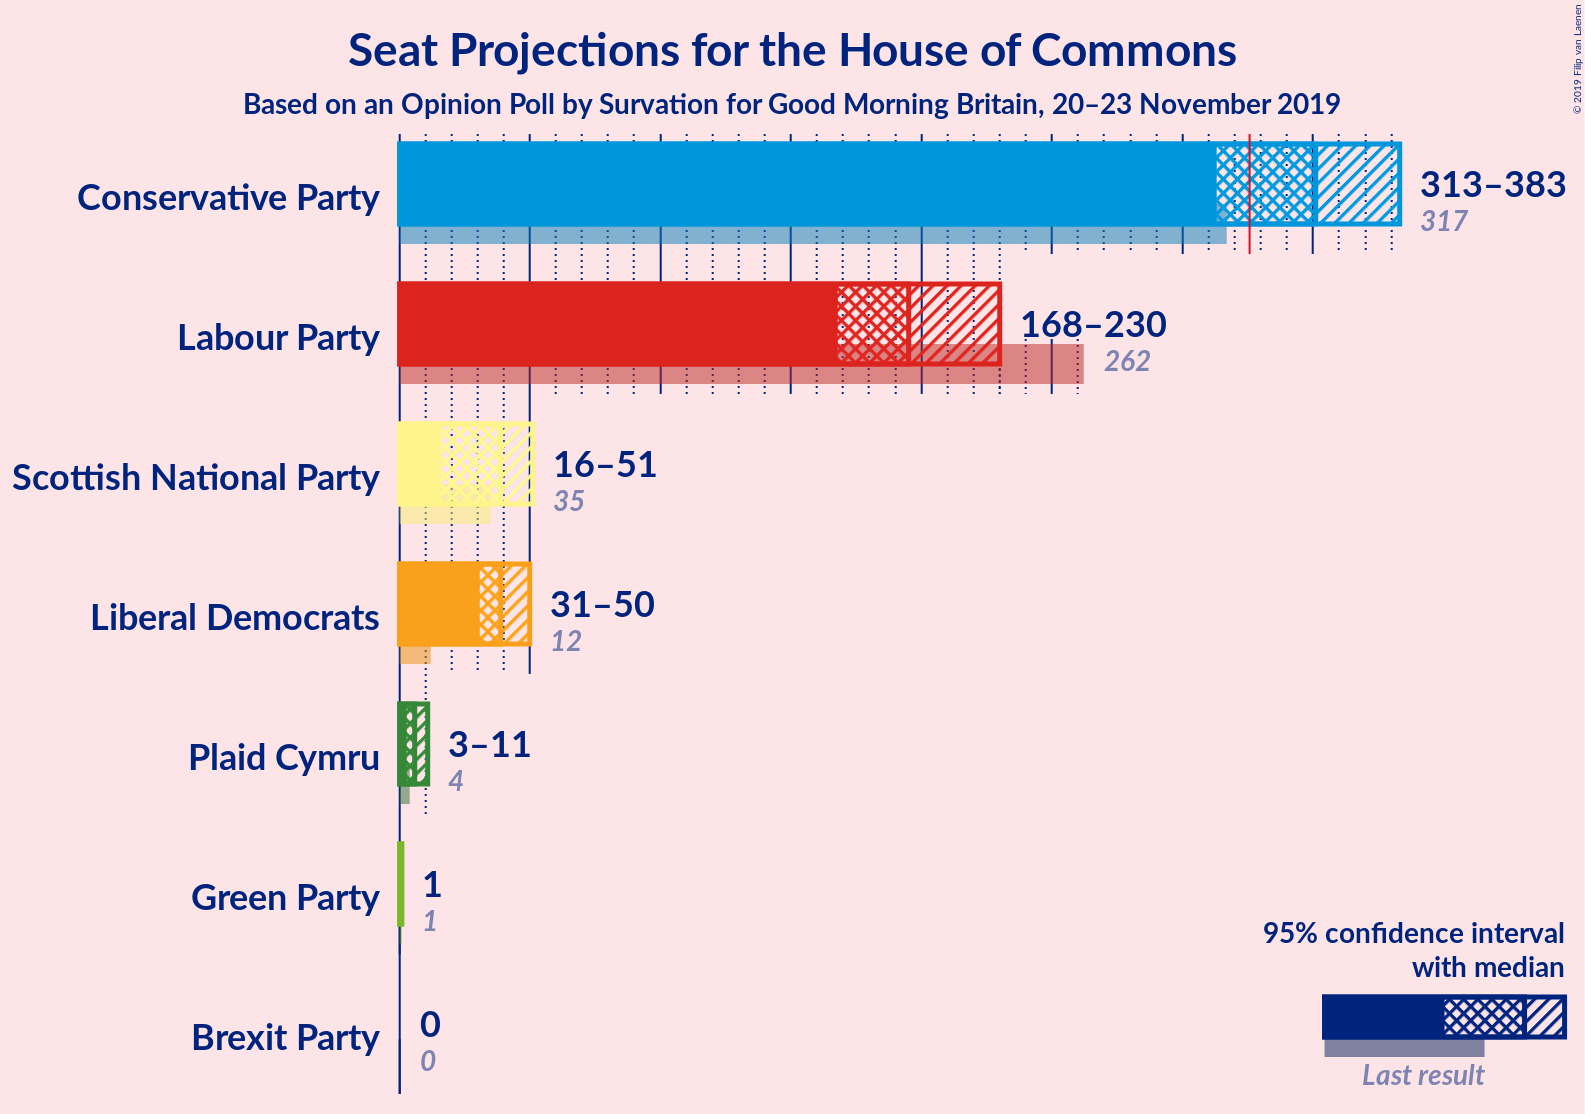 Seat Projections for the House of Commons
Based on an Opinion Poll by Survation for Good Morning Britain, 20–23 November 2019
© 2019 Filip van Laenen
Conservative Party
313–383
317
Labour Party
168–230
262
Scottish National Party
16–51
35
Liberal Democrats
31–50
12
Plaid Cymru
3–11
4
Green Party
1
1
Brexit Party
0
0
95% confidence interval
with median
Last result